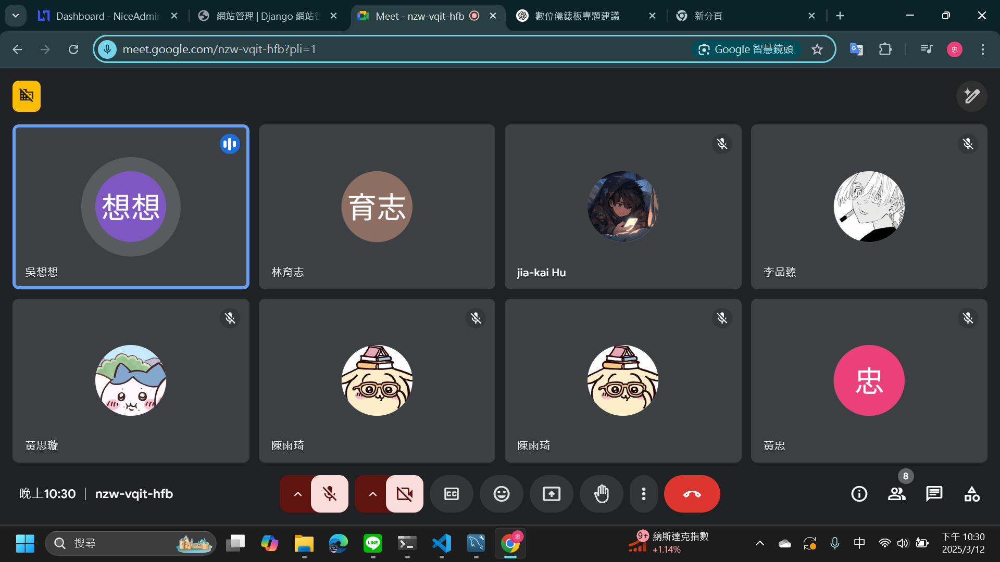 Dashboard - NiceAdmin
網站管理 | Django 網站管
Meet - nzw-vqit-hfb
數位儀錶板專題建議
新分頁
meet.google.com/nzw-vqit-hfb?pli=1
Google 智慧鏡頭
忠
想想
吳想想
育志
林育志
jia-kai Hu
李品臻
黃思璇
陳雨琦
陳雨琦
忠
黃忠
晚上10:30
nzw-vqit-hfb
CC
8
搜尋
LINE
9+
納斯達克指數
+1.14%
中
下午 10:30
2025/3/12